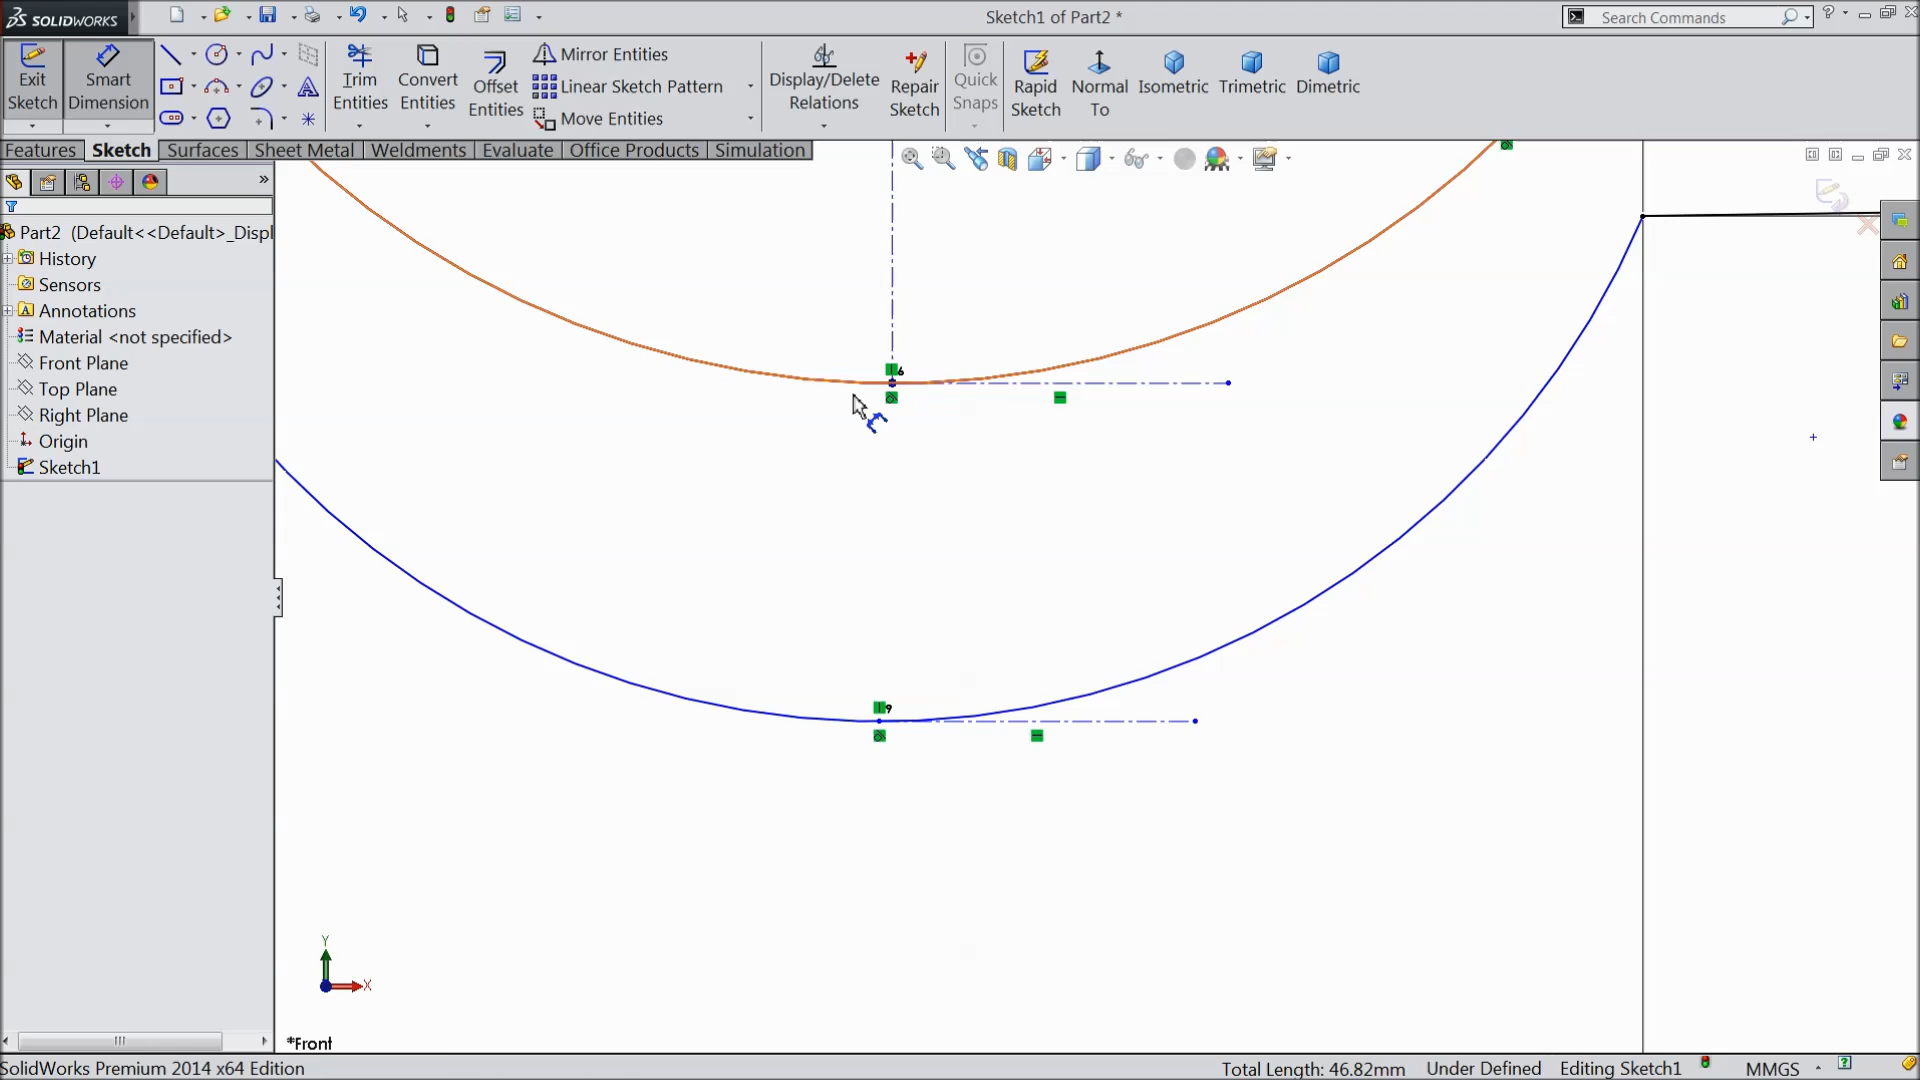 SOLIDWORKS
Sketch1 of Part2 *
Search Commands
Exit Sketch
Smart Dimension
Trim Entities
Convert Entities
Offset Entities
Mirror Entities
Linear Sketch Pattern
Move Entities
Display/Delete Relations
Repair Sketch
Quick Snaps
Rapid Sketch
Normal To
Isometric
Trimetric
Dimetric
Features
Sketch
Surfaces
Sheet Metal
Weldments
Evaluate
Office Products
Simulation
Part2 (Default<<Default>_Displ
History
Sensors
Annotations
Material <not specified>
Front Plane
Top Plane
Right Plane
Origin
Sketch1
6
9
Y
X
*Front
SolidWorks Premium 2014 x64 Edition
Total Length: 46.82mm
Under Defined
Editing Sketch1
MMGS